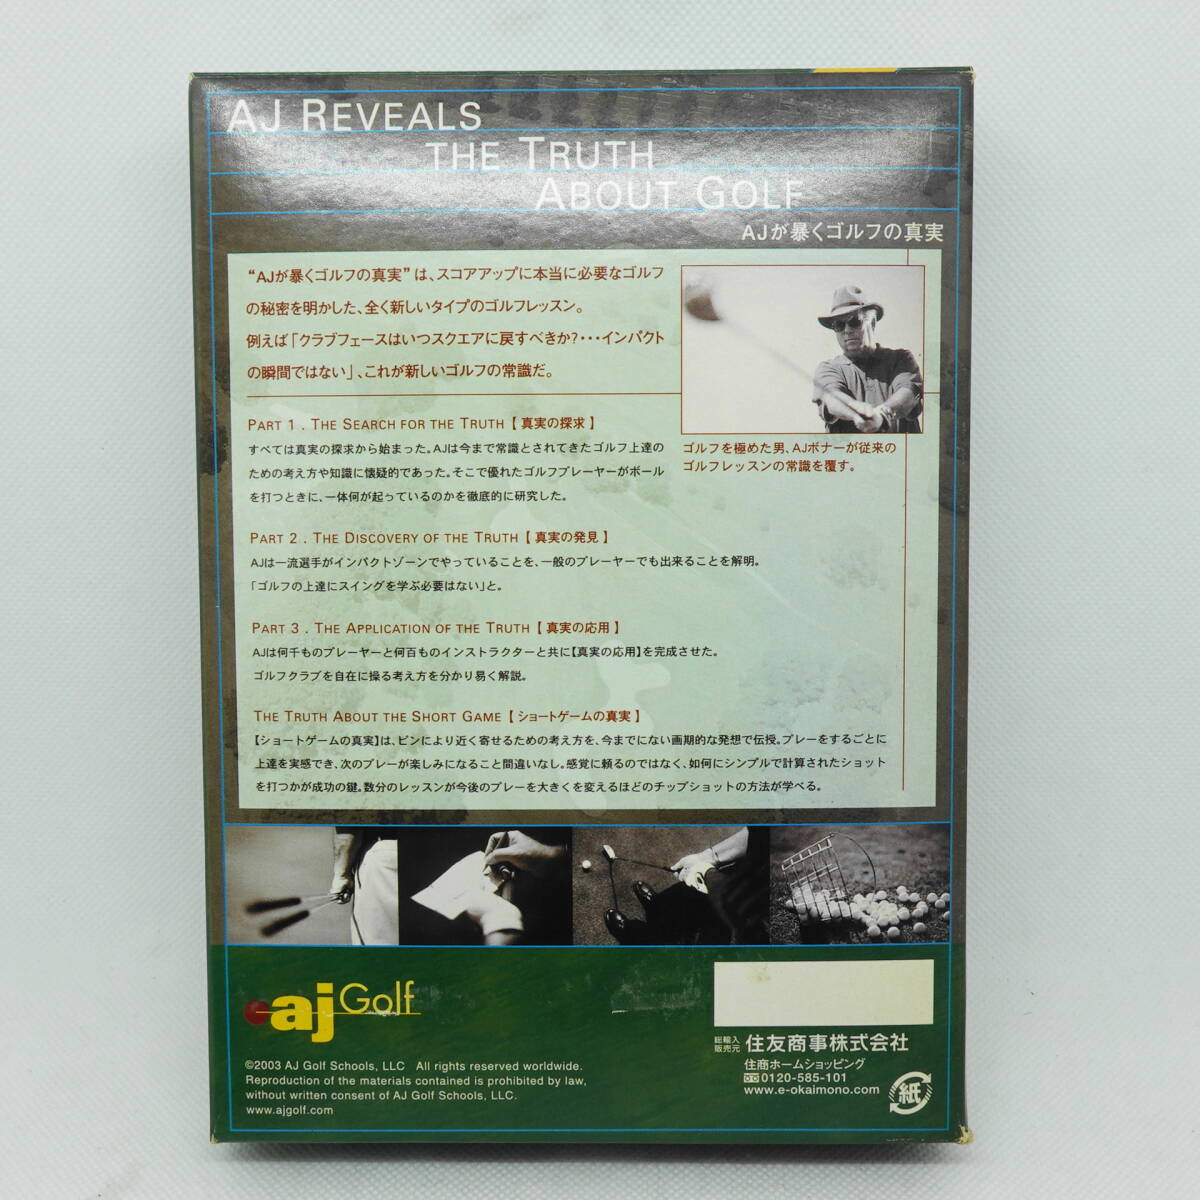 AJ REVEALS
THE TRUTH
ABOUT GOLF
AJが暴くゴルフの真実
“AJが暴くゴルフの真実”は、スコアアップに本当に必要なゴルフ
の秘密を明かした、全く新しいタイプのゴルフレッスン。
例えば「クラブフェースはいつスクエアに戻すべきか?・・・インパクト
の瞬間ではない」、これが新しいゴルフの常識だ。
PART 1 . THE SEARCH FOR THE TRUTH【 真実の探求 】
すべては真実の探求から始まった。AJは今まで常識とされてきたゴルフ上達の
ための考え方や知識に懐疑的であった。そこで優れたゴルフプレーヤーがボール
を打つときに、一体何が起っているのかを徹底的に研究した。
ゴルフを極めた男、AJボナーが従来の
ゴルフレッスンの常識を覆す。
PART 2 . THE DISCOVERY OF THE TRUTH【 真実の発見 】
AJは一流選手がインパクトゾーンでやっていることを、一般のプレーヤーでも出来ることを解明。
「ゴルフの上達にスイングを学ぶ必要はない」と。
PART 3 . THE APPLICATION OF THE TRUTH【 真実の応用 】
AJは何千ものプレーヤーと何百ものインストラクターと共に【真実の応用】を完成させた。
ゴルフクラブを自在に操る考え方を分かり易く解説。
THE TRUTH ABOUT THE SHORT GAME【 ショートゲームの真実 】
【ショートゲームの真実】は、ピンにより近く寄せるための考え方を、今までにない画期的な発想で伝授。プレーをするごとに
上達を実感でき、次のプレーが楽しみになること間違いなし。感覚に頼るのではなく、如何にシンプルで計算されたショット
を打つかが成功の鍵。数分のレッスンが今後のプレーを大きくを変えるほどのチップショットの方法が学べる。
aj Golf
©2003 AJ Golf Schools, LLC All rights reserved worldwide.
Reproduction of the materials contained is prohibited by law,
without written consent of AJ Golf Schools, LLC.
www.ajgolf.com
総輸入
販売元 住友商事株式会社
住商ホームショッピング
0120-585-101
www.e-okaimono.com
紙